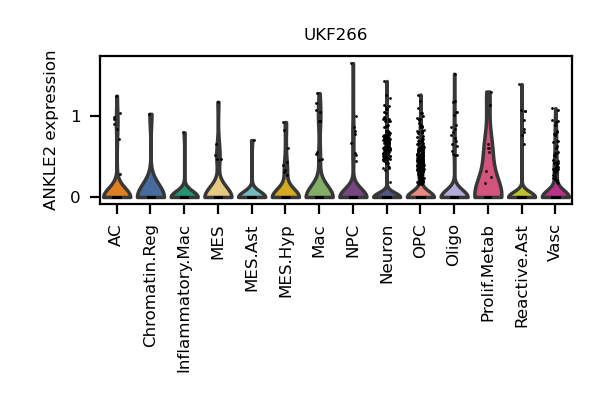 UKF266
ANKLE2 expression
1
0
AC
Chromatin.Reg
Inflammatory.Mac
MES
MES.Ast
MES.Hyp
Mac
NPC
Neuron
OPC
Oligo
Prolif.Metab
Reactive.Ast
Vasc